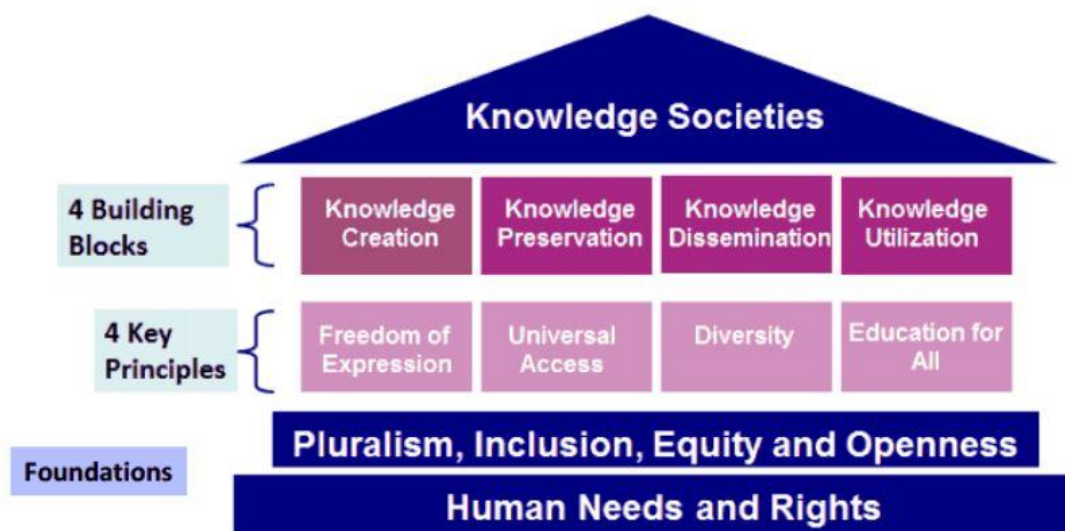 Knowledge Societies
4 Building
Blocks
Knowledge
Creation
Knowledge
Preservation
Knowledge
Dissemination
Knowledge
Utilization
4 Key
Principles
Freedom of
Expression
Universal
Access
Diversity
Education for
All
Pluralism, Inclusion, Equity and Openness
Foundations
Human Needs and Rights